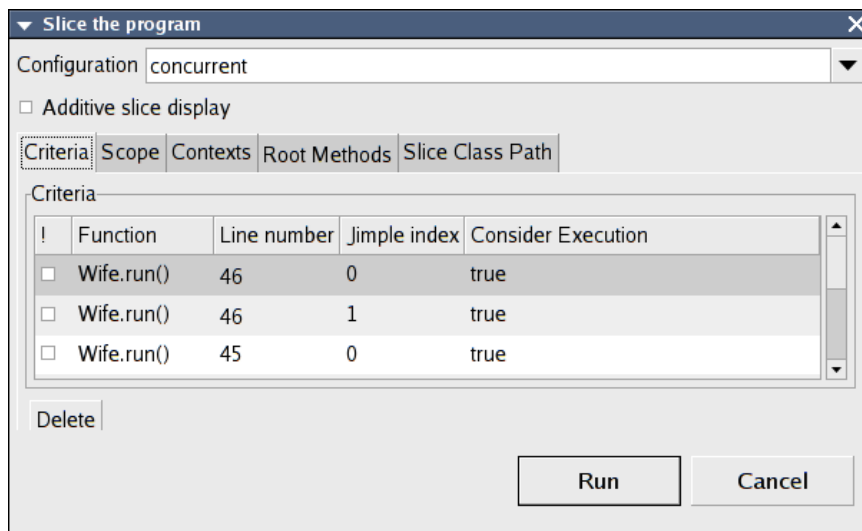 Slice the program
Configuration concurrent
Additive slice display
Criteria Scope Contexts Root Methods Slice Class Path
Criteria
! Function Line number Jimple index Consider Execution
Wife.run() 46 0 true
Wife.run() 46 1 true
Wife.run() 45 0 true
Delete
Run Cancel